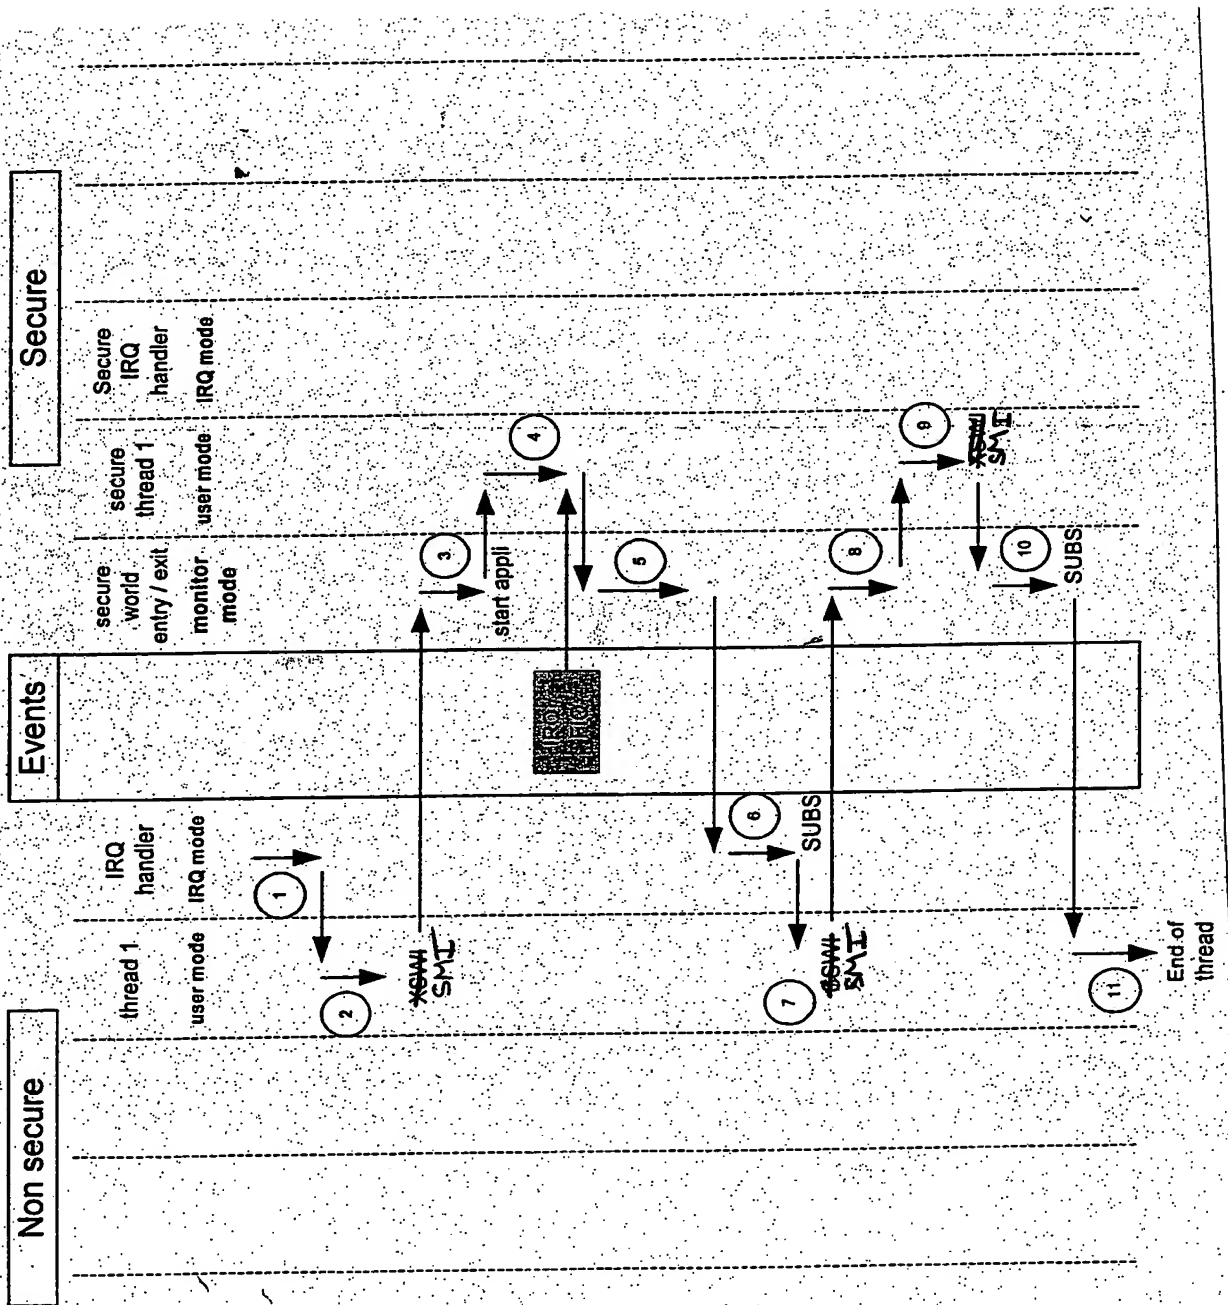 Non secure
Events
Secure
thread 1
user mode
IRQ
handler
IRQ mode
secure
world
entry / exit
monitor
mode
secure
thread 1
user mode
Secure
IRQ
handler
IRQ mode
1
2
SMI
3
start appli
4
5
6
SUBS
7
SMI
8
9
SMI
10
SUBS
11
End of
thread